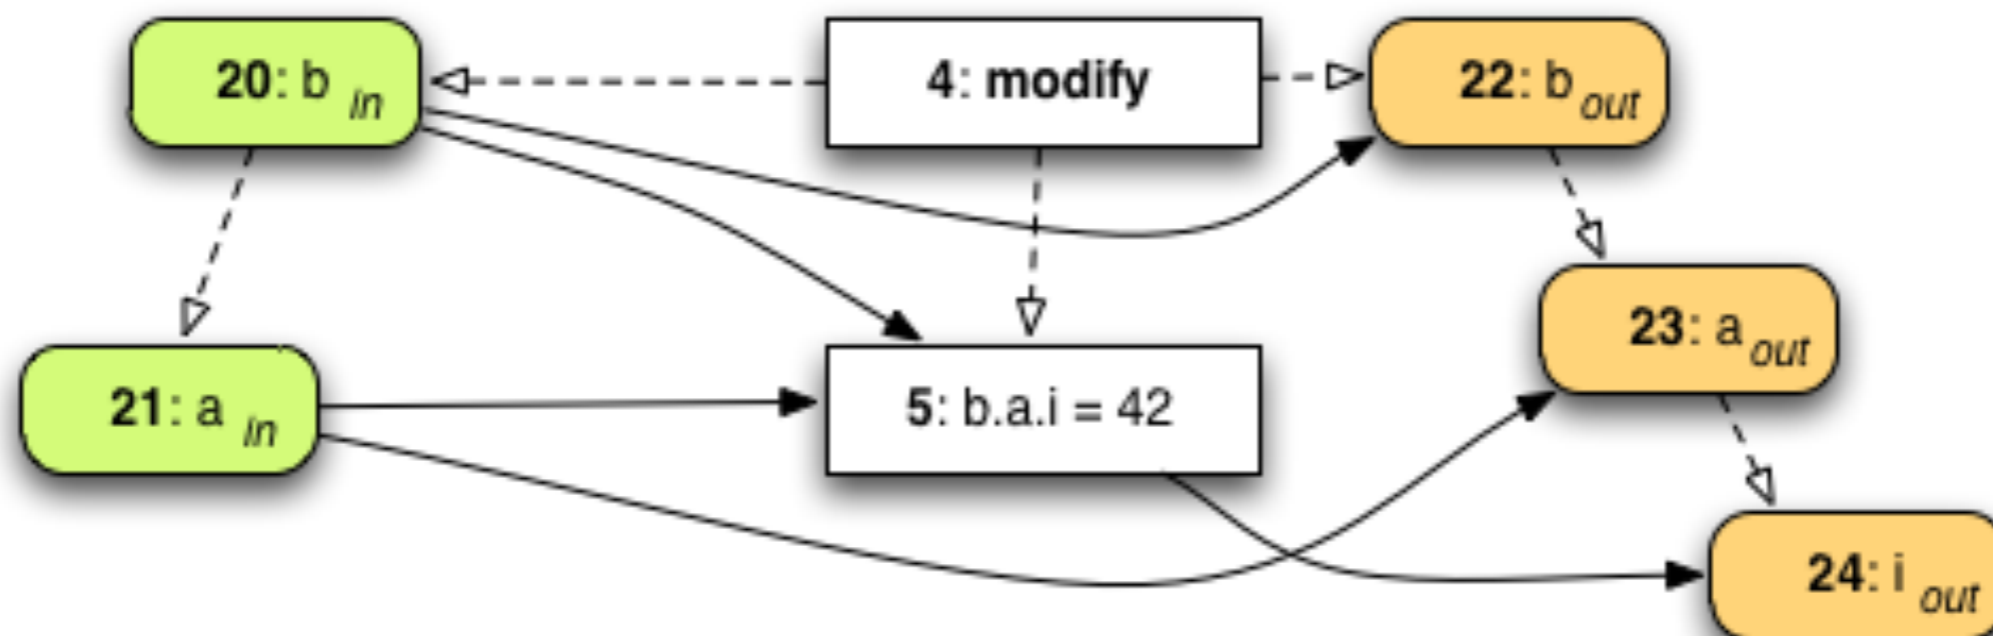 20: b in
4: modify
22: b out
23: a out
21: a in
5: b.a.i = 42
24: i out